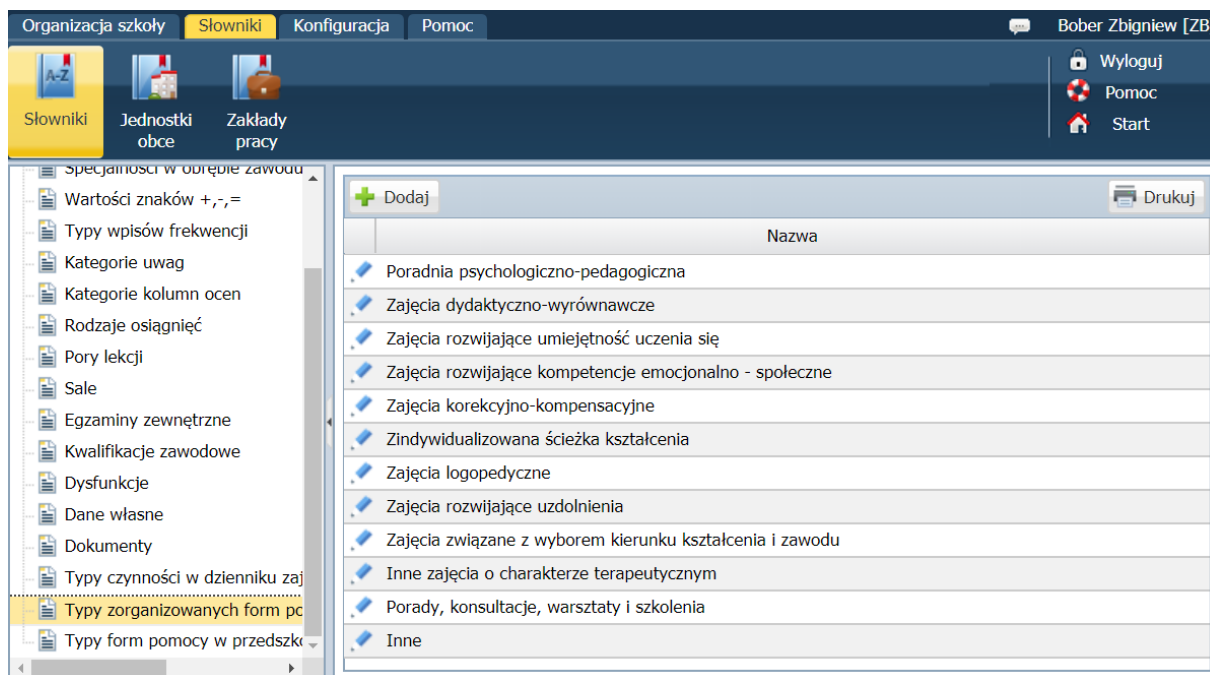 Organizacja szkoły Słowniki Konfiguracja Pomoc Bober Zbigniew [ZB
A-Z
Słowniki
Jednostki obce
Zakłady pracy
Wyloguj
Pomoc
Start
Specjalności w obrębie zawodu
Wartości znaków +,-,=
Typy wpisów frekwencji
Kategorie uwag
Kategorie kolumn ocen
Rodzaje osiągnięć
Pory lekcji
Sale
Egzaminy zewnętrzne
Kwalifikacje zawodowe
Dysfunkcje
Dane własne
Dokumenty
Typy czynności w dzienniku zaj
Typy zorganizowanych form po
Typy form pomocy w przedszko
Dodaj Drukuj
Nazwa
Poradnia psychologiczno-pedagogiczna
Zajęcia dydaktyczno-wyrównawcze
Zajęcia rozwijające umiejętność uczenia się
Zajęcia rozwijające kompetencje emocjonalno - społeczne
Zajęcia korekcyjno-kompensacyjne
Zindywidualizowana ścieżka kształcenia
Zajęcia logopedyczne
Zajęcia rozwijające uzdolnienia
Zajęcia związane z wyborem kierunku kształcenia i zawodu
Inne zajęcia o charakterze terapeutycznym
Porady, konsultacje, warsztaty i szkolenia
Inne